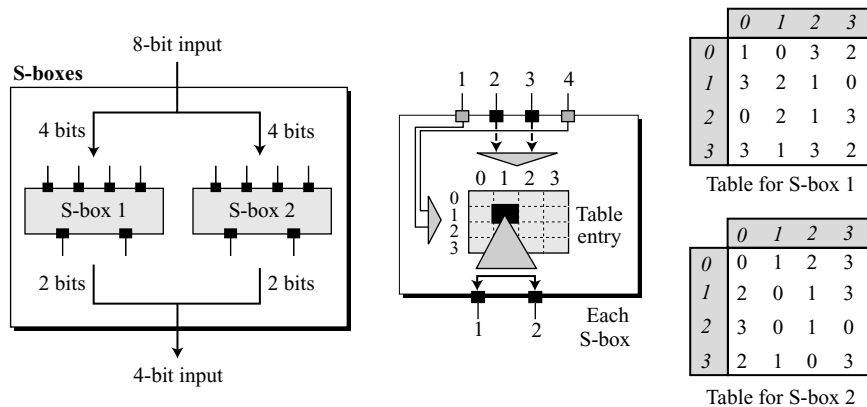 8-bit input
S-boxes
4 bits 4 bits
S-box 1 S-box 2
2 bits 2 bits
4-bit input
1 2 3 4
0 1 2 3
0
1
2
3
Table
entry
1 2
Each
S-box
0 1 2 3
0 1 0 3 2
1 3 2 1 0
2 0 2 1 3
3 3 1 3 2
Table for S-box 1
0 1 2 3
0 0 1 2 3
1 2 0 1 3
2 3 0 1 0
3 2 1 0 3
Table for S-box 2